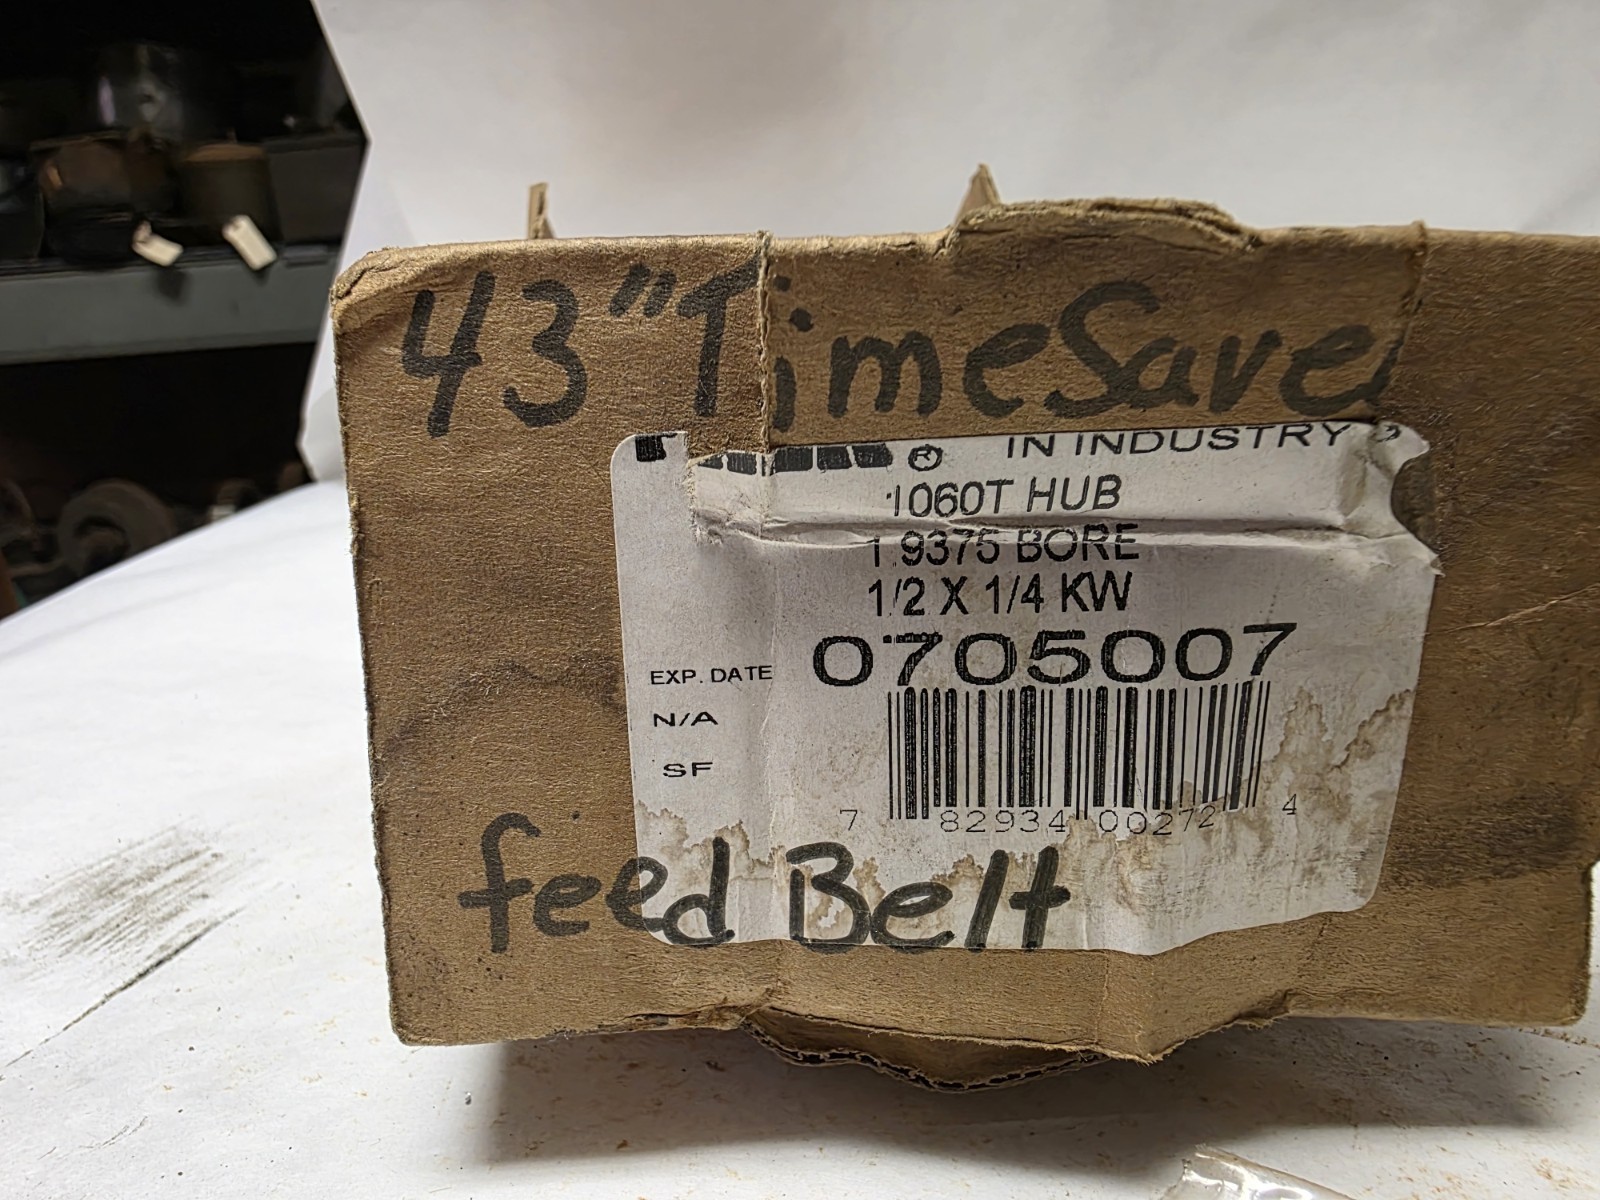 43" TimeSaver
® IN INDUSTRY
1060T HUB
1.9375 BORE
1/2 X 1/4 KW
0705007
EXP. DATE
N/A
SF
7 82934 00272 4
feed Belt